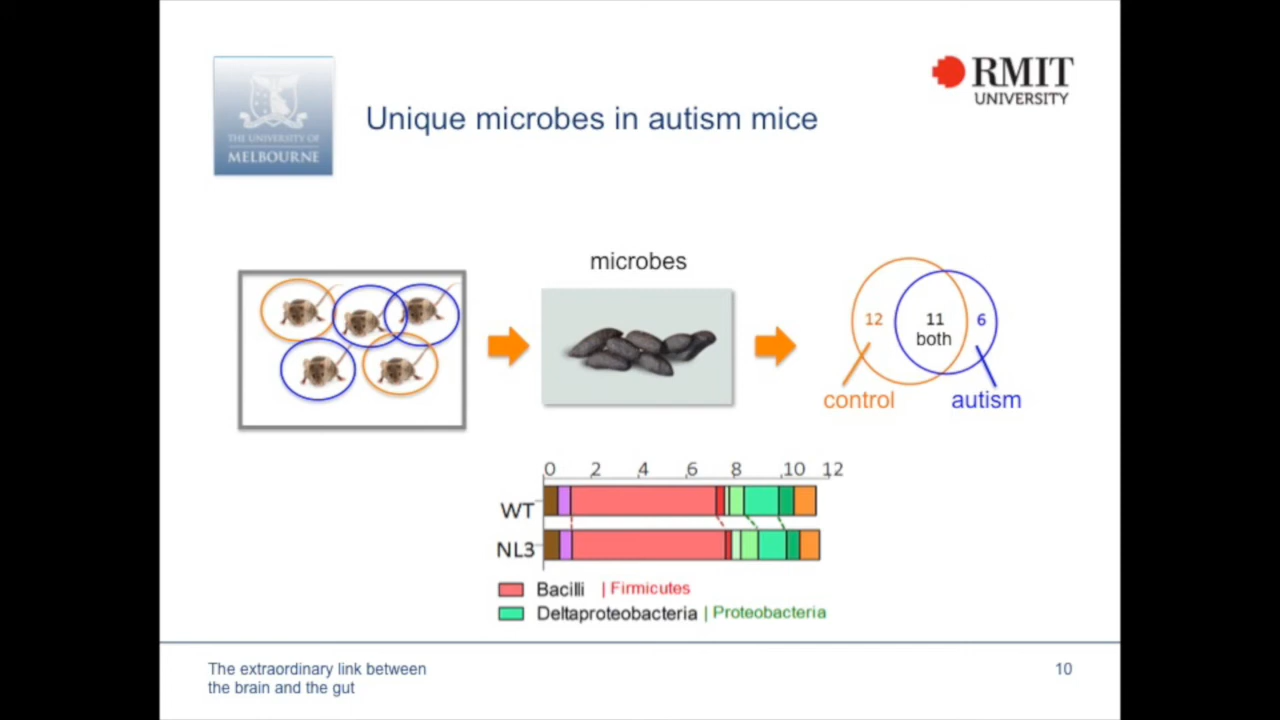 THE UNIVERSITY OF
MELBOURNE
RMIT
UNIVERSITY
Unique microbes in autism mice
microbes
12
11
both
6
control
autism
0 2 4 6 8 10 12
WT
NL3
Bacilli | Firmicutes
Deltaproteobacteria | Proteobacteria
The extraordinary link between
the brain and the gut
10